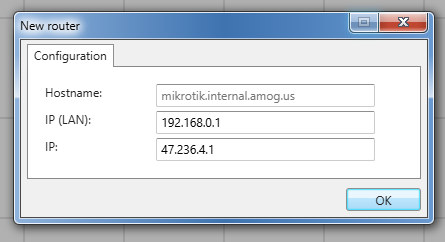 New router
Configuration
Hostname: mikrotik.internal.amog.us
IP (LAN): 192.168.0.1
IP: 47.236.4.1
OK